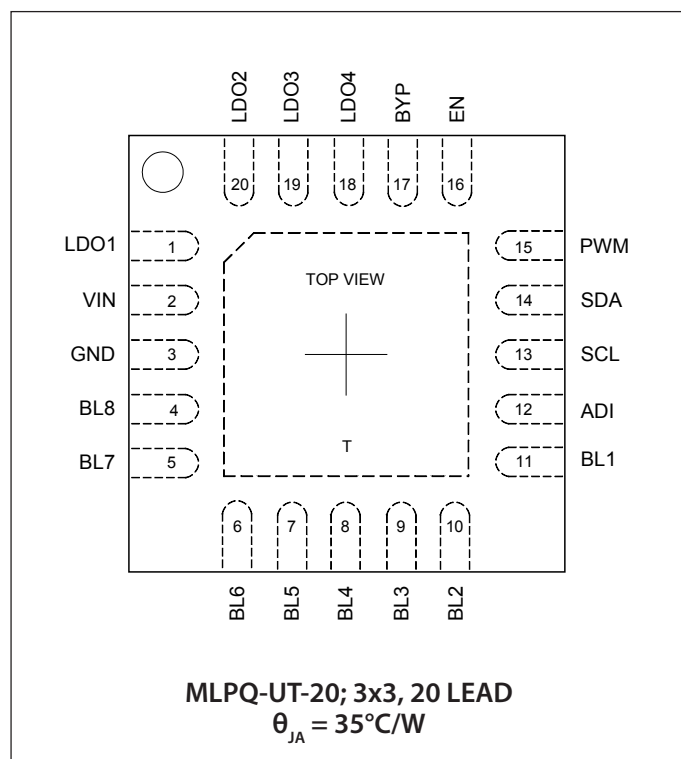 LDO2
LDO3
LDO4
BYP
EN
20
19
18
17
16
LDO1
1
15
PWM
TOP VIEW
VIN
2
14
SDA
GND
3
13
SCL
BL8
4
12
ADI
T
BL7
5
11
BL1
6
7
8
9
10
BL6
BL5
BL4
BL3
BL2
MLPQ-UT-20; 3x3, 20 LEAD
θJA = 35°C/W